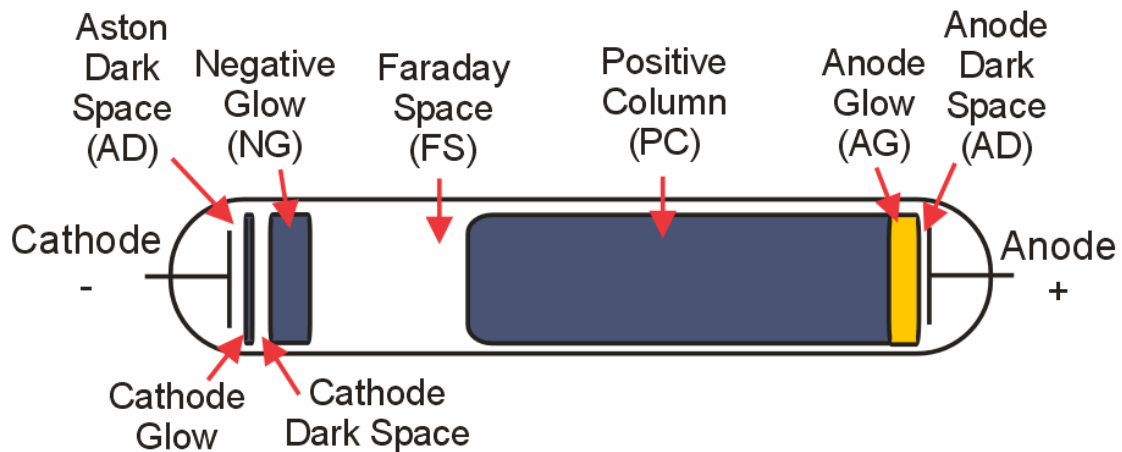 Aston
Dark
Space
(AD)
Negative
Glow
(NG)
Faraday
Space
(FS)
Positive
Column
(PC)
Anode
Glow
(AG)
Anode
Dark
Space
(AD)
Cathode
-
Anode
+
Cathode
Glow
Cathode
Dark Space